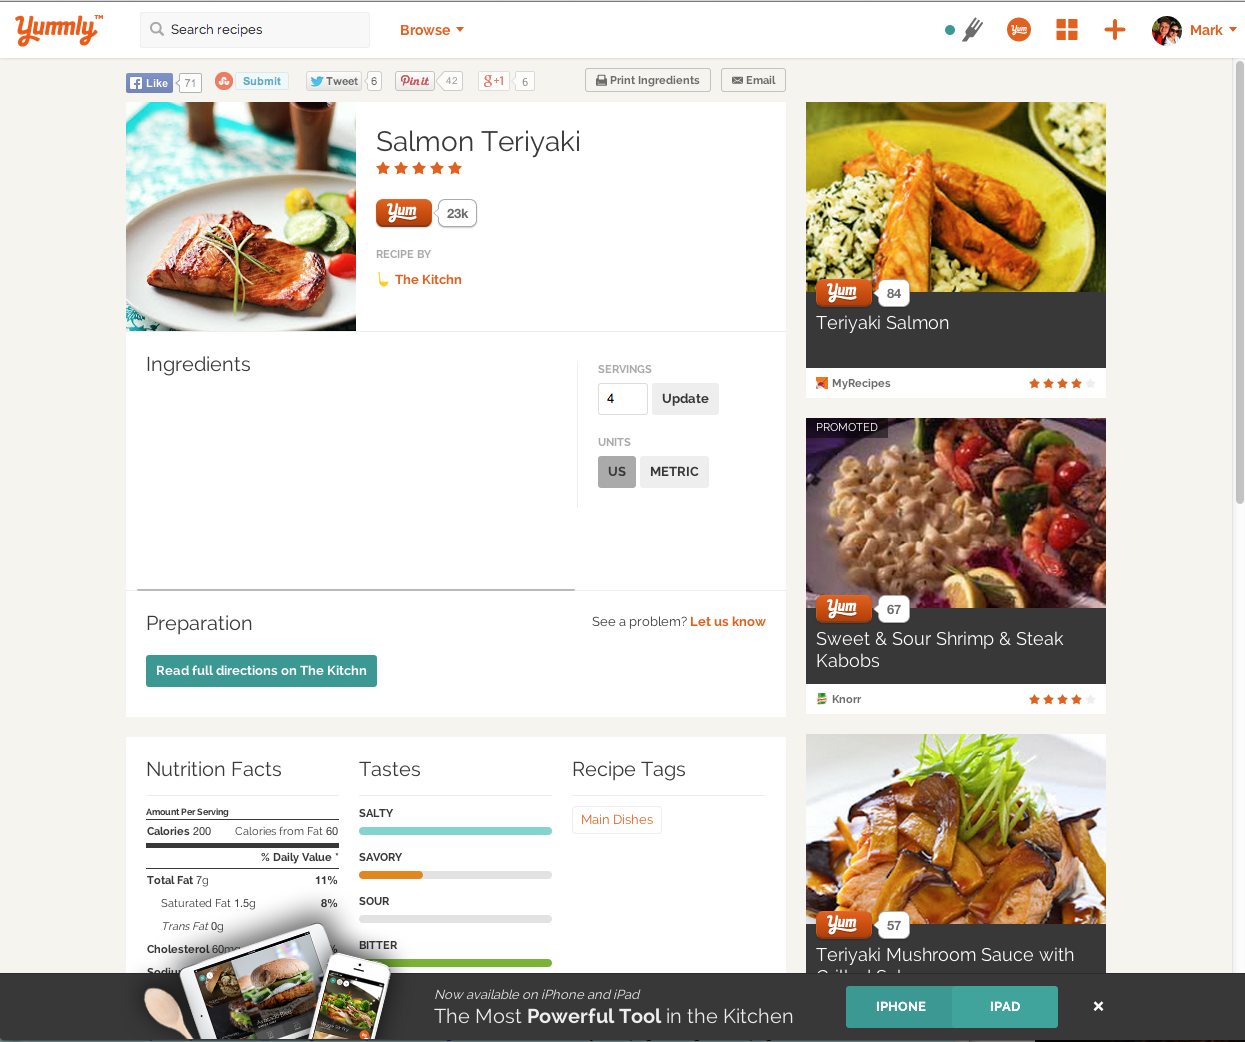 Yummly™
Search recipes
Browse
Yum
Mark
Like
71
Submit
Tweet
6
Pin it
42
g+1
6
Print Ingredients
Email
Salmon Teriyaki
Yum
23k
RECIPE BY
The Kitchn
Ingredients
SERVINGS
4
Update
UNITS
US
METRIC
Preparation
See a problem? Let us know
Read full directions on The Kitchn
Nutrition Facts
Amount Per Serving
Calories 200 Calories from Fat 60
% Daily Value *
Total Fat 7g 11%
Saturated Fat 1.5g 8%
Trans Fat 0g
Cholesterol 60mg %
Tastes
SALTY
SAVORY
SOUR
BITTER
Recipe Tags
Main Dishes
Yum
84
Teriyaki Salmon
MyRecipes
PROMOTED
Yum
67
Sweet & Sour Shrimp & Steak
Kabobs
Knorr
Yum
57
Teriyaki Mushroom Sauce with
Now available on iPhone and iPad
The Most Powerful Tool in the Kitchen
IPHONE
IPAD